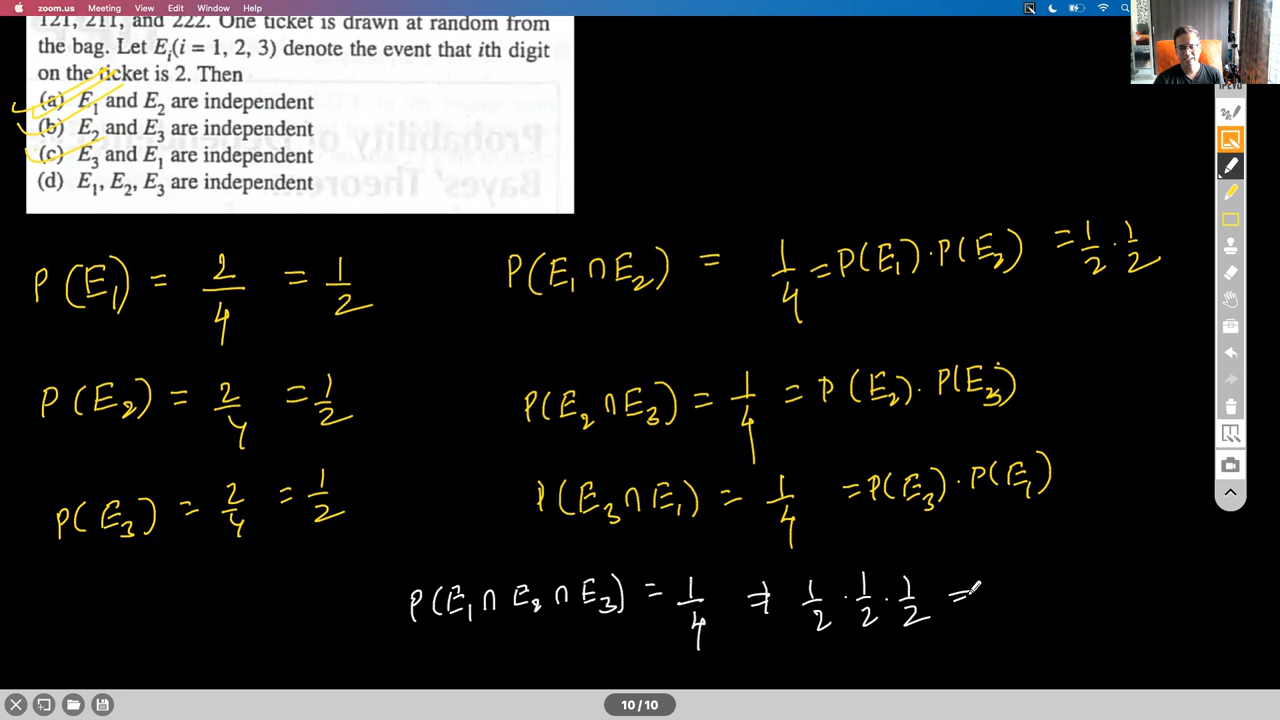 zoom.us Meeting View Edit Window Help
121, 211, and 222. One ticket is drawn at random from
the bag. Let E₁(i = 1, 2, 3) denote the event that ith digit
on the ticket is 2. Then
(a) E₁ and E₂ are independent
(b) E₂ and E₃ are independent
(c) E₃ and E₁ are independent
(d) E₁, E₂, E₃ are independent
P(E₁) = 2/4 = 1/2
P(E₁ ∩ E₂) = 1/4 = P(E₁)·P(E₂) = 1/2 · 1/2
P(E₂) = 2/4 = 1/2
P(E₂ ∩ E₃) = 1/4 = P(E₂)·P(E₃)
P(E₃) = 2/4 = 1/2
P(E₃ ∩ E₁) = 1/4 = P(E₃)·P(E₁)
P(E₁ ∩ E₂ ∩ E₃) = 1/4 ≠ 1/2 · 1/2 · 1/2 =
10 / 10